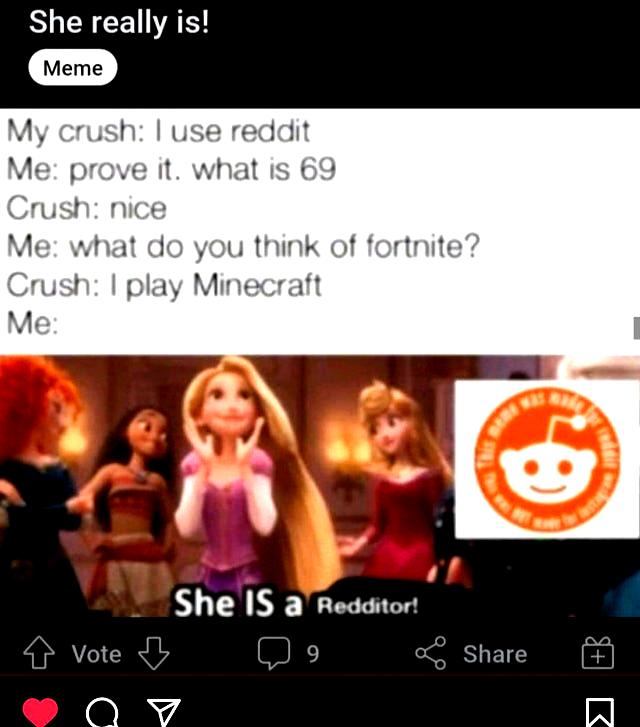 She really is!
Meme
My crush: I use reddit
Me: prove it. what is 69
Crush: nice
Me: what do you think of fortnite?
Crush: I play Minecraft
Me:
This meme was made for reddit
This was NOT made for instagram
She IS a Redditor!
Vote
9
Share